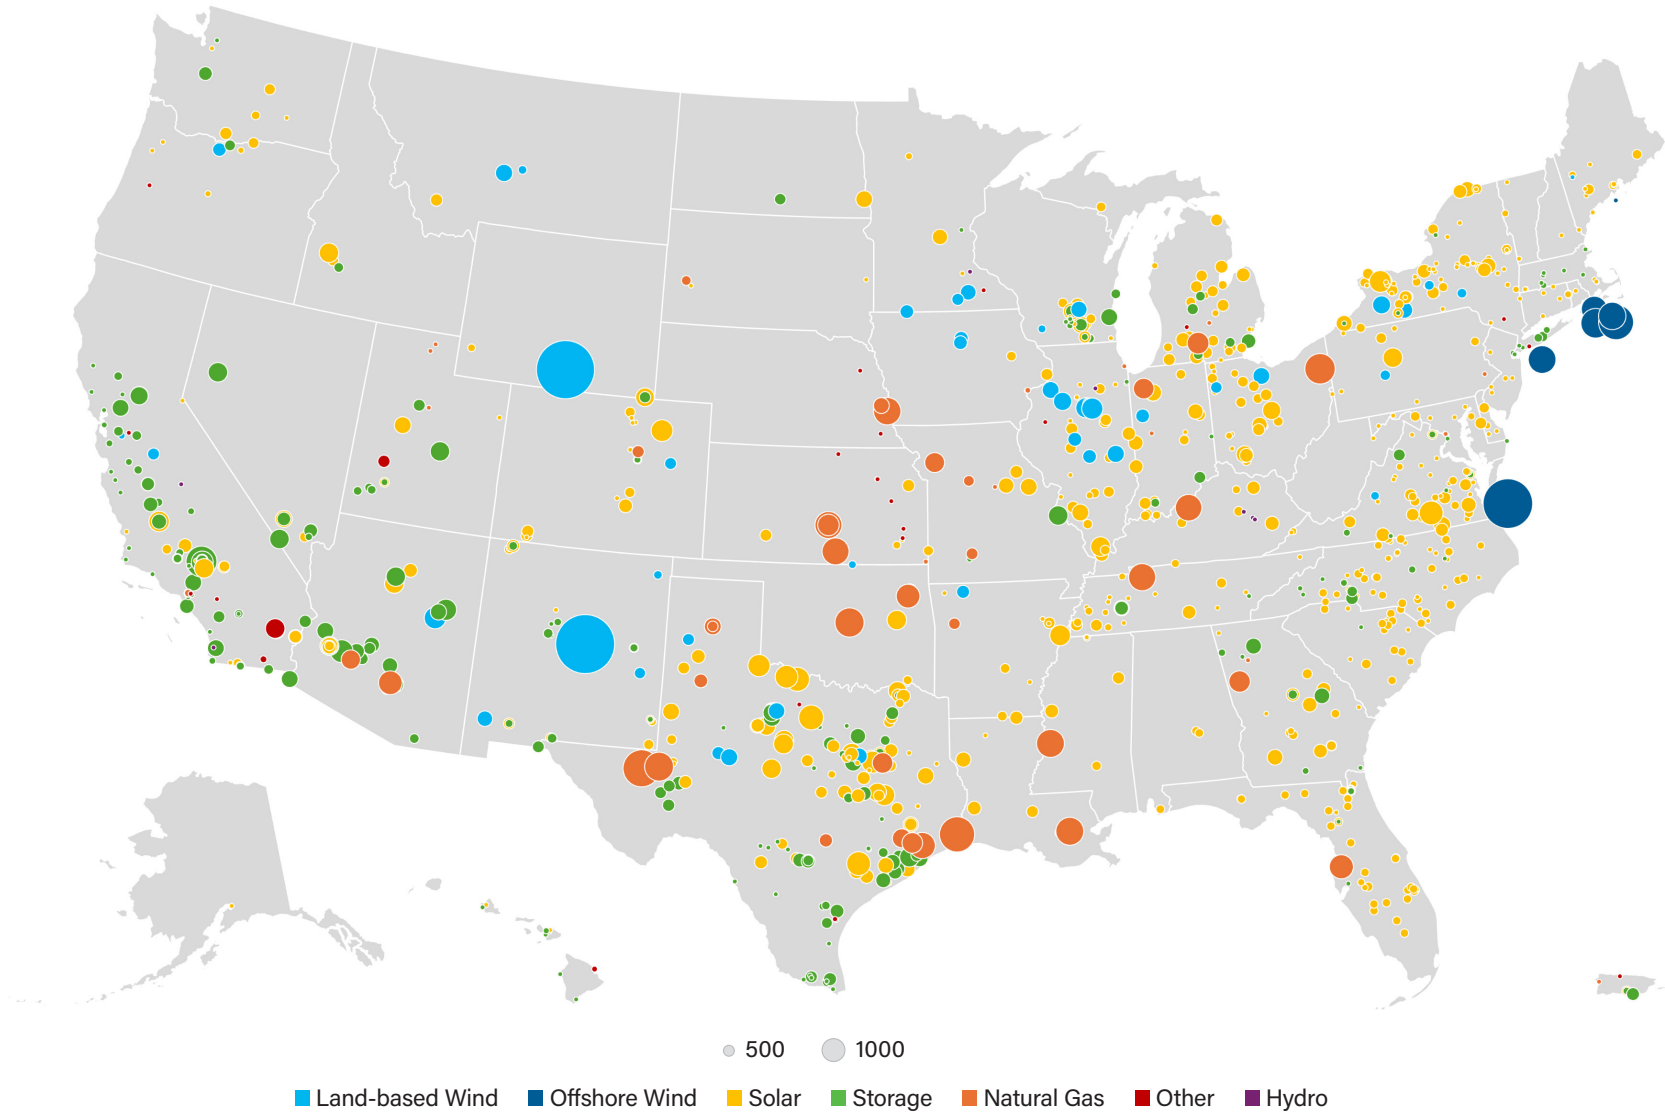 500 1000
Land-based Wind Offshore Wind Solar Storage Natural Gas Other Hydro